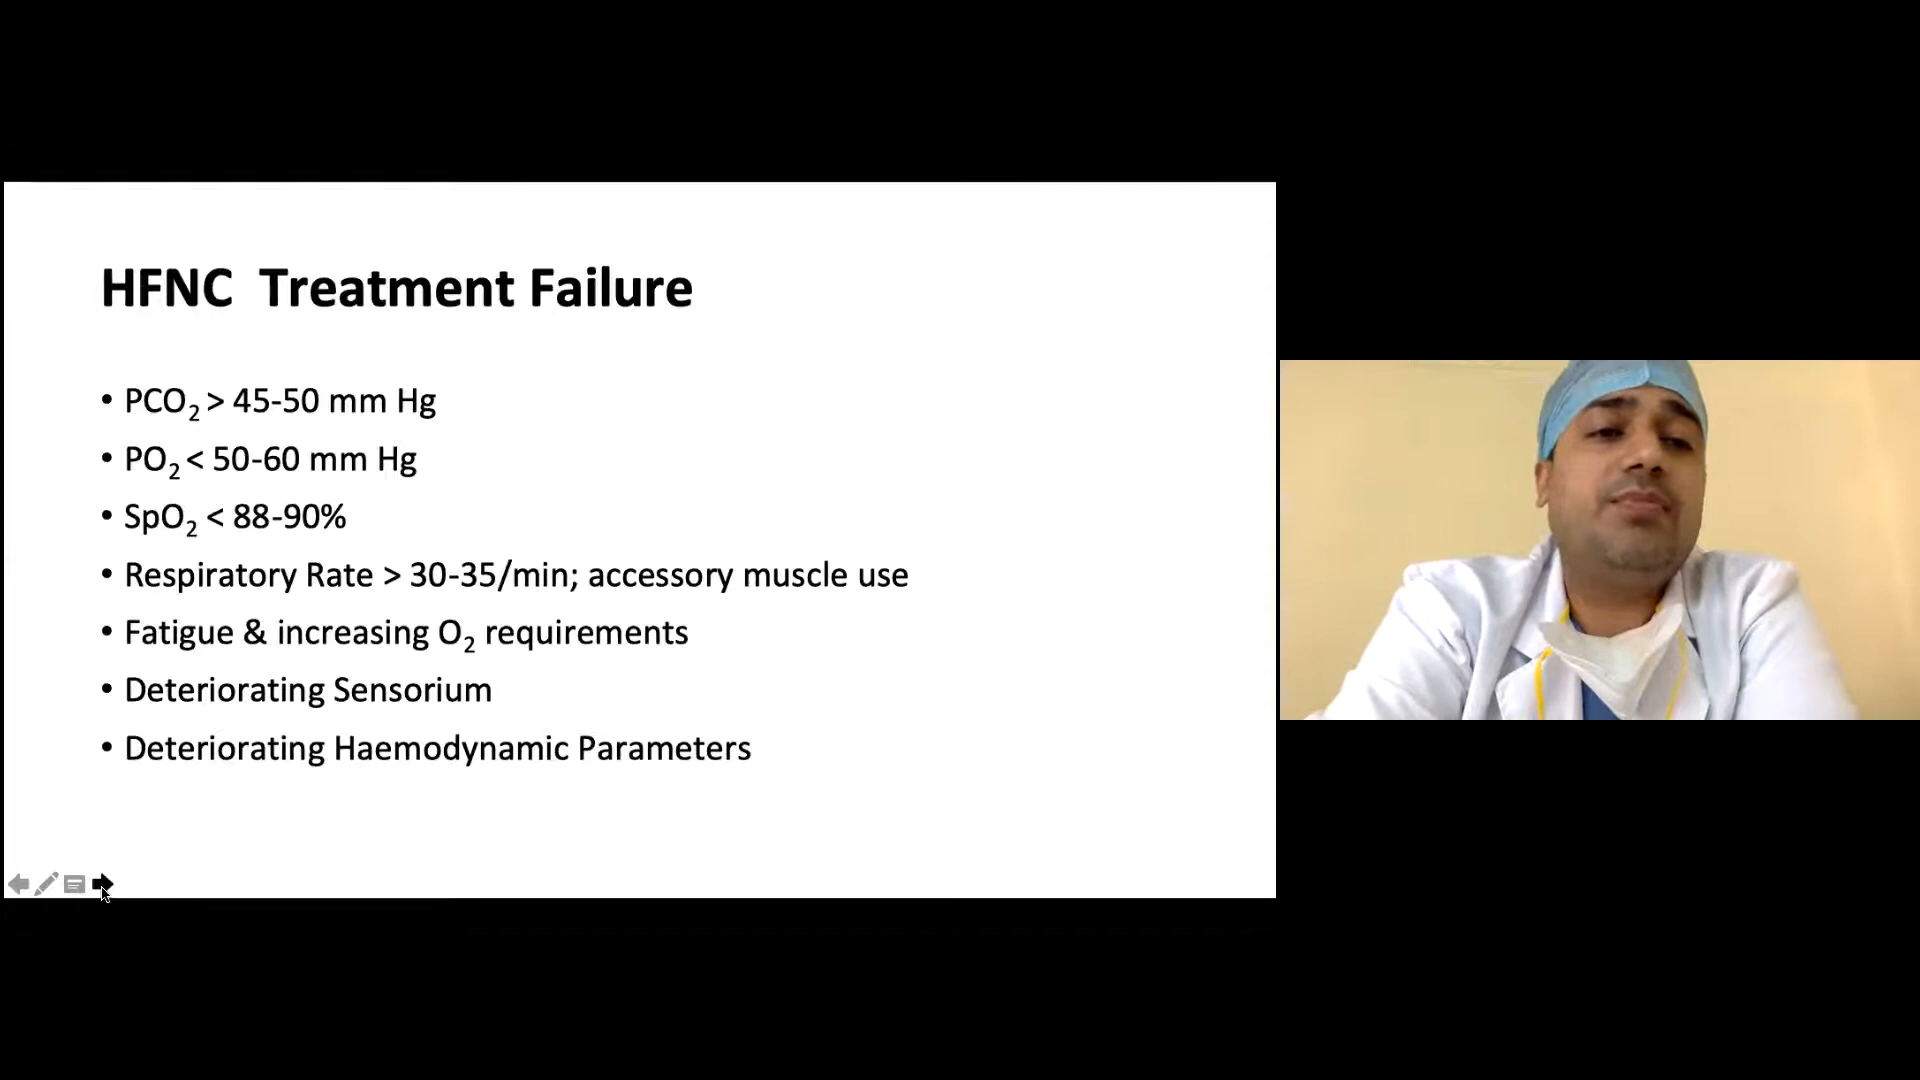 HFNC  Treatment Failure
• PCO₂ > 45-50 mm Hg
• PO₂ < 50-60 mm Hg
• SpO₂ < 88-90%
• Respiratory Rate > 30-35/min; accessory muscle use
• Fatigue & increasing O₂ requirements
• Deteriorating Sensorium
• Deteriorating Haemodynamic Parameters